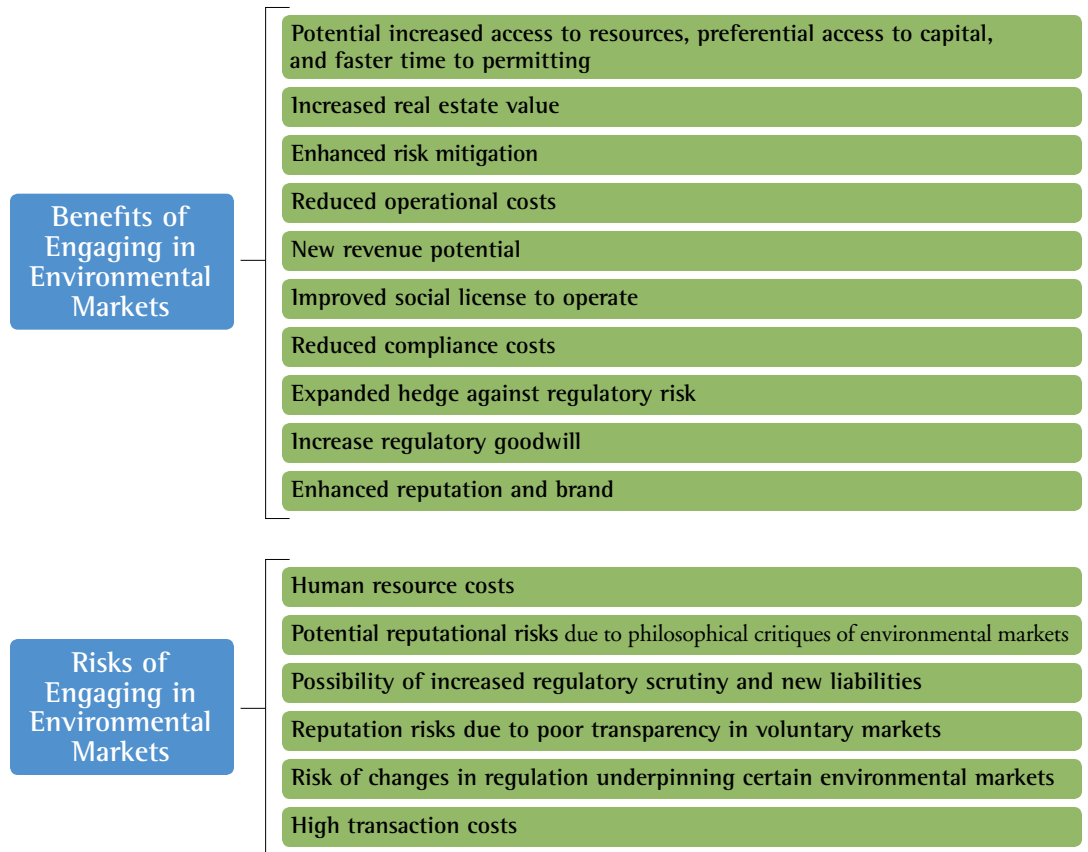 Benefits of
Engaging in
Environmental
Markets
Potential increased access to resources, preferential access to capital,
and faster time to permitting
Increased real estate value
Enhanced risk mitigation
Reduced operational costs
New revenue potential
Improved social license to operate
Reduced compliance costs
Expanded hedge against regulatory risk
Increase regulatory goodwill
Enhanced reputation and brand
Risks of
Engaging in
Environmental
Markets
Human resource costs
Potential reputational risks due to philosophical critiques of environmental markets
Possibility of increased regulatory scrutiny and new liabilities
Reputation risks due to poor transparency in voluntary markets
Risk of changes in regulation underpinning certain environmental markets
High transaction costs